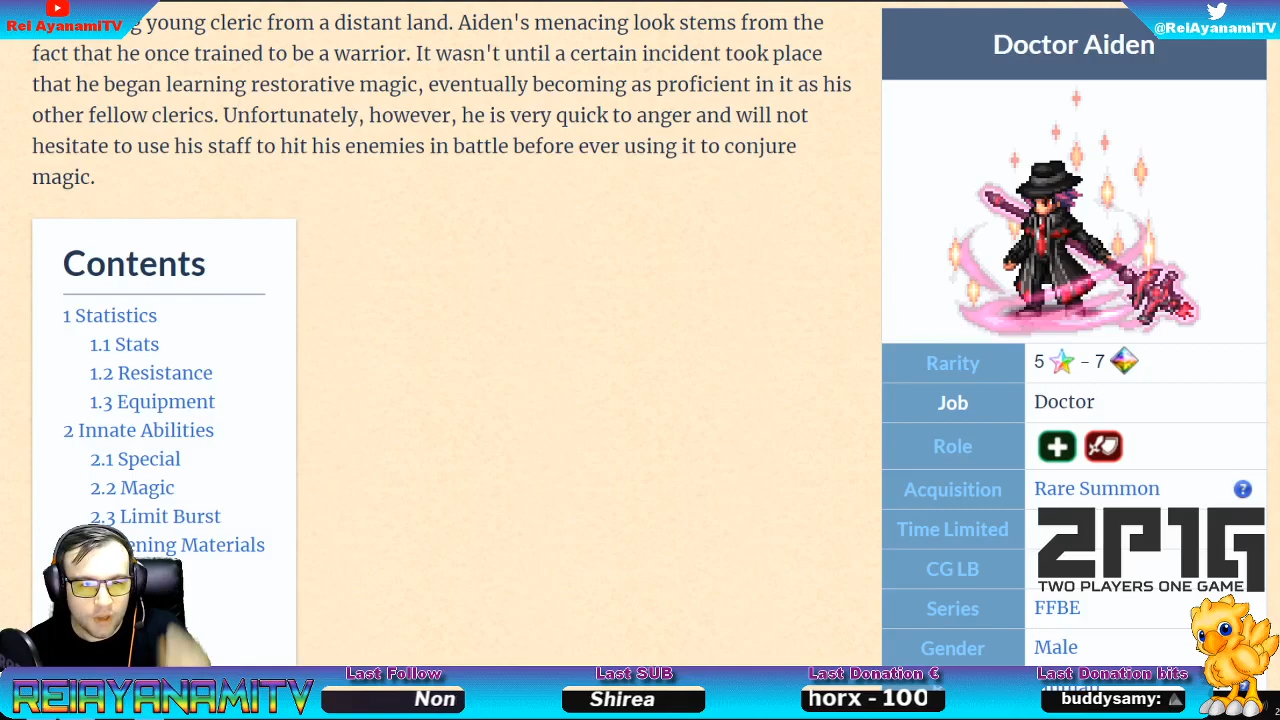 Rei AyanamiTV
@ReiAyanamiTV
young cleric from a distant land. Aiden's menacing look stems from the
fact that he once trained to be a warrior. It wasn't until a certain incident took place
that he began learning restorative magic, eventually becoming as proficient in it as his
other fellow clerics. Unfortunately, however, he is very quick to anger and will not
hesitate to use his staff to hit his enemies in battle before ever using it to conjure
magic.
Contents
1 Statistics
1.1 Stats
1.2 Resistance
1.3 Equipment
2 Innate Abilities
2.1 Special
2.2 Magic
2.3 Limit Burst
ening Materials
Doctor Aiden
Rarity 5 - 7
Job Doctor
Role
Acquisition Rare Summon ?
Time Limited
CG LB
Series FFBE
Gender Male
2P1G
TWO PLAYERS ONE GAME
REIAYANAMITV
Last Follow
Non
Last SUB
Shirea
Last Donation €
horx - 100
Last Donation bits
buddysamy: